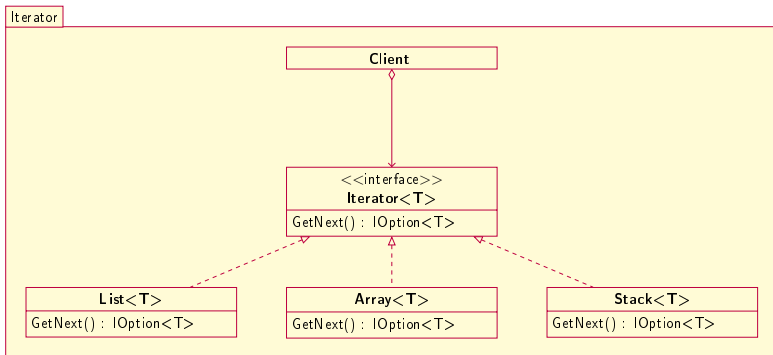 Iterator
Client
<<interface>>
Iterator<T>
GetNext() : IOption<T>
List<T>
GetNext() : IOption<T>
Array<T>
GetNext() : IOption<T>
Stack<T>
GetNext() : IOption<T>